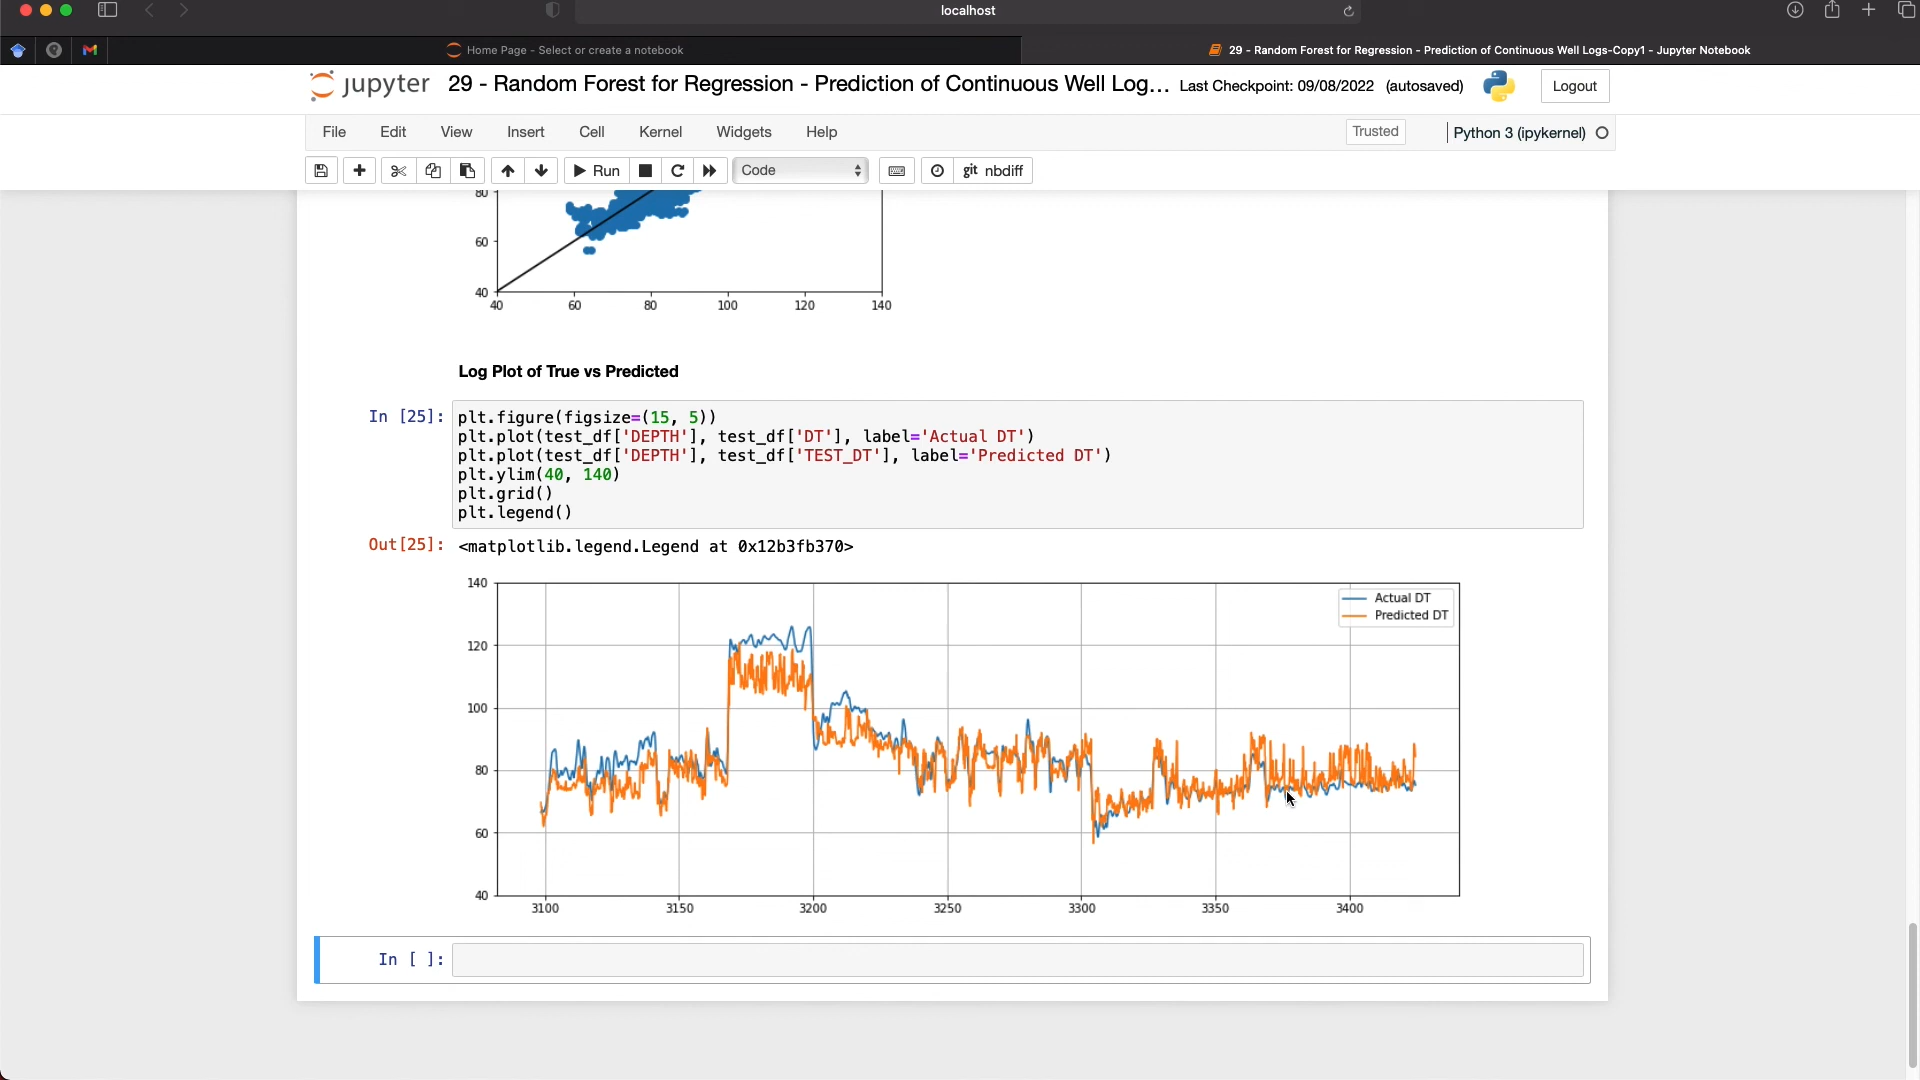 localhost
Home Page - Select or create a notebook
29 - Random Forest for Regression - Prediction of Continuous Well Logs-Copy1 - Jupyter Notebook
jupyter 29 - Random Forest for Regression - Prediction of Continuous Well Log... Last Checkpoint: 09/08/2022 (autosaved) Logout
File Edit View Insert Cell Kernel Widgets Help Trusted Python 3 (ipykernel)
Run Code git nbdiff
80
60
40
40 60 80 100 120 140
Log Plot of True vs Predicted
In [25]: plt.figure(figsize=(15, 5))
plt.plot(test_df['DEPTH'], test_df['DT'], label='Actual DT')
plt.plot(test_df['DEPTH'], test_df['TEST_DT'], label='Predicted DT')
plt.ylim(40, 140)
plt.grid()
plt.legend()
Out[25]: <matplotlib.legend.Legend at 0x12b3fb370>
140
Actual DT
Predicted DT
120
100
80
60
40
3100 3150 3200 3250 3300 3350 3400
In [ ]: